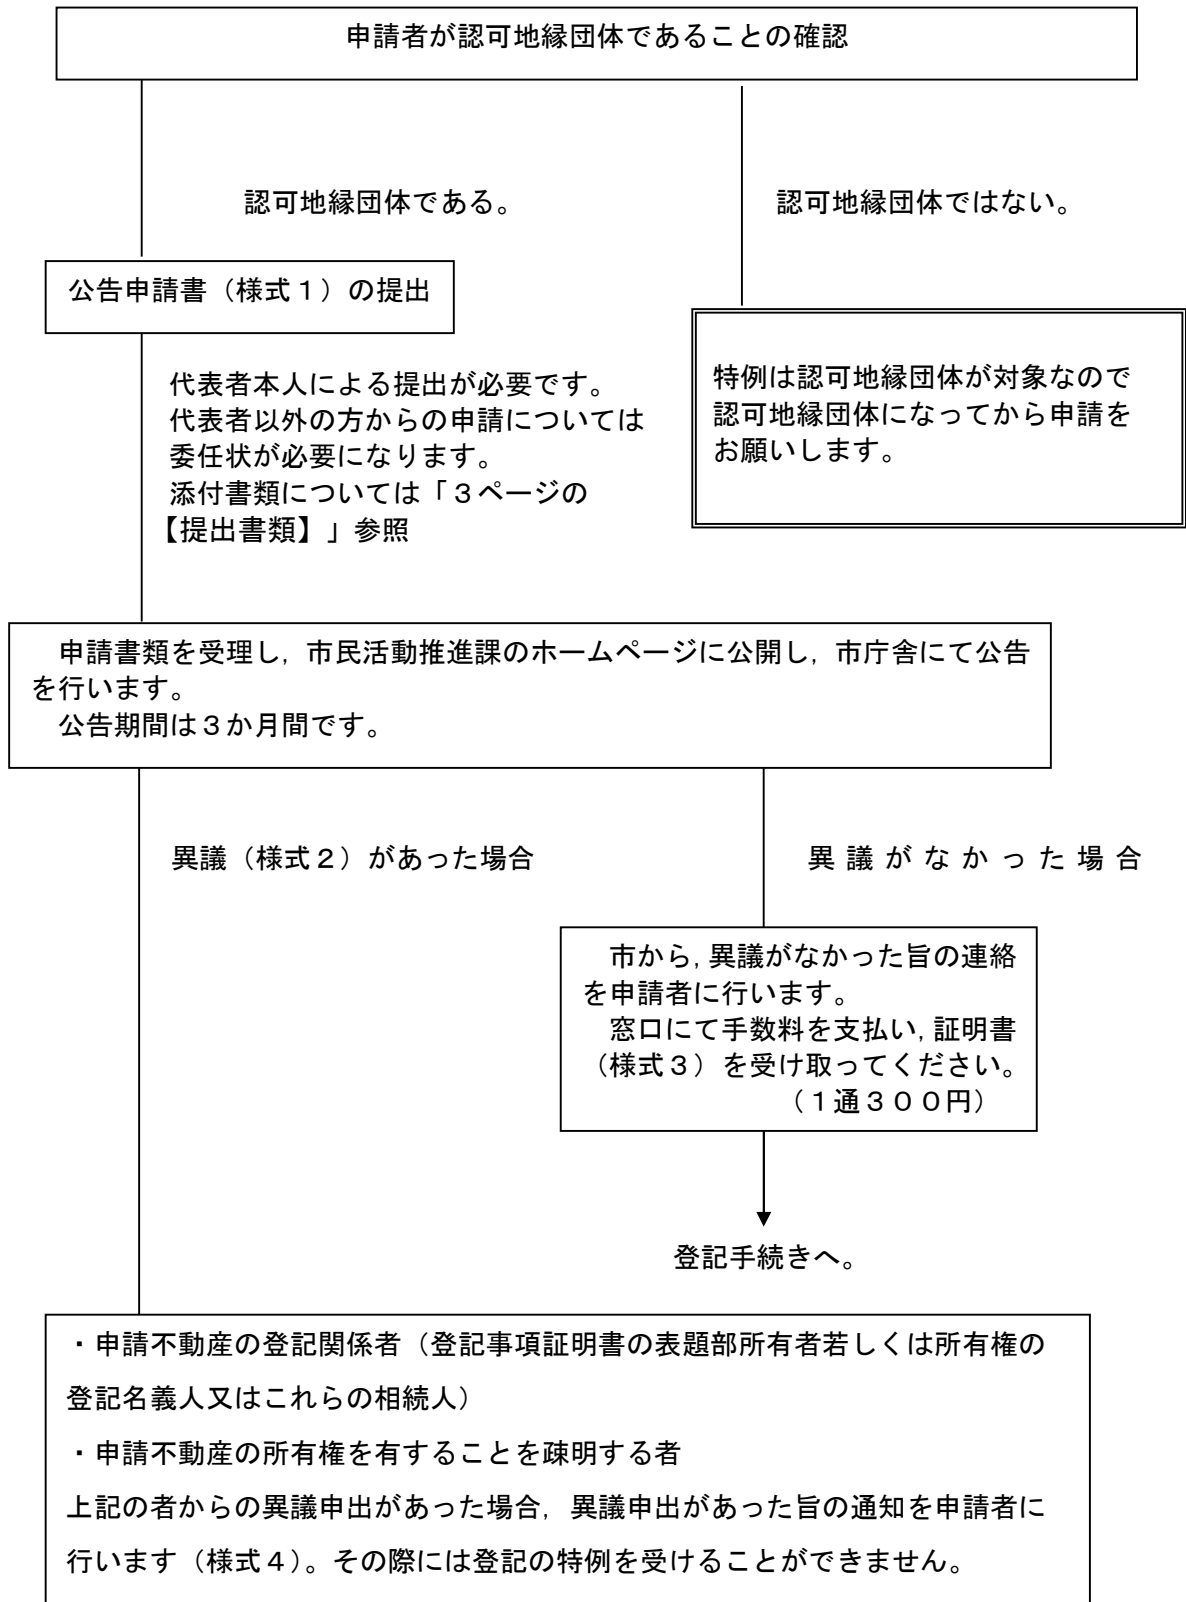 申請者が認可地縁団体であることの確認
認可地縁団体である。
認可地縁団体ではない。
公告申請書（様式１）の提出
代表者本人による提出が必要です。
代表者以外の方からの申請については
委任状が必要になります。
添付書類については「３ページの
【提出書類】」参照
特例は認可地縁団体が対象なので
認可地縁団体になってから申請を
お願いします。
申請書類を受理し，市民活動推進課のホームページに公開し，市庁舎にて公告
を行います。
公告期間は３か月間です。
異議（様式２）があった場合
異議がなかった場合
市から，異議がなかった旨の連絡
を申請者に行います。
窓口にて手数料を支払い，証明書
（様式３）を受け取ってください。
（１通３００円）
登記手続きへ。
・申請不動産の登記関係者（登記事項証明書の表題部所有者若しくは所有権の
登記名義人又はこれらの相続人）
・申請不動産の所有権を有することを疎明する者
上記の者からの異議申出があった場合，異議申出があった旨の通知を申請者に
行います（様式４）。その際には登記の特例を受けることができません。